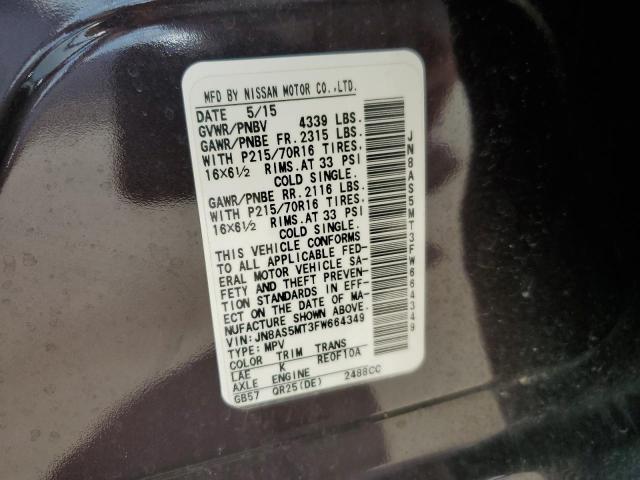 MFD BY NISSAN MOTOR CO.,LTD.
DATE 5/15
GVWR/PNBV 4339 LBS.
GAWR/PNBE FR. 2315 LBS.
WITH P215/70R16 TIRES,
16X6½ RIMS.AT 33 PSI
COLD SINGLE.
GAWR/PNBE RR. 2116 LBS.
WITH P215/70R16 TIRES,
16X6½ RIMS.AT 33 PSI
COLD SINGLE.
THIS VEHICLE CONFORMS
TO ALL APPLICABLE FED-
ERAL MOTOR VEHICLE SA-
FETY AND THEFT PREVEN-
TION STANDARDS IN EFF-
ECT ON THE DATE OF MA-
NUFACTURE SHOWN ABOVE.
VIN: JN8AS5MT3FW664349
TYPE: MPV
COLOR TRIM TRANS
LAE K RE0F10A
AXLE ENGINE
GB57 QR25(DE) 2488CC
JN8AS5MT3FW664349